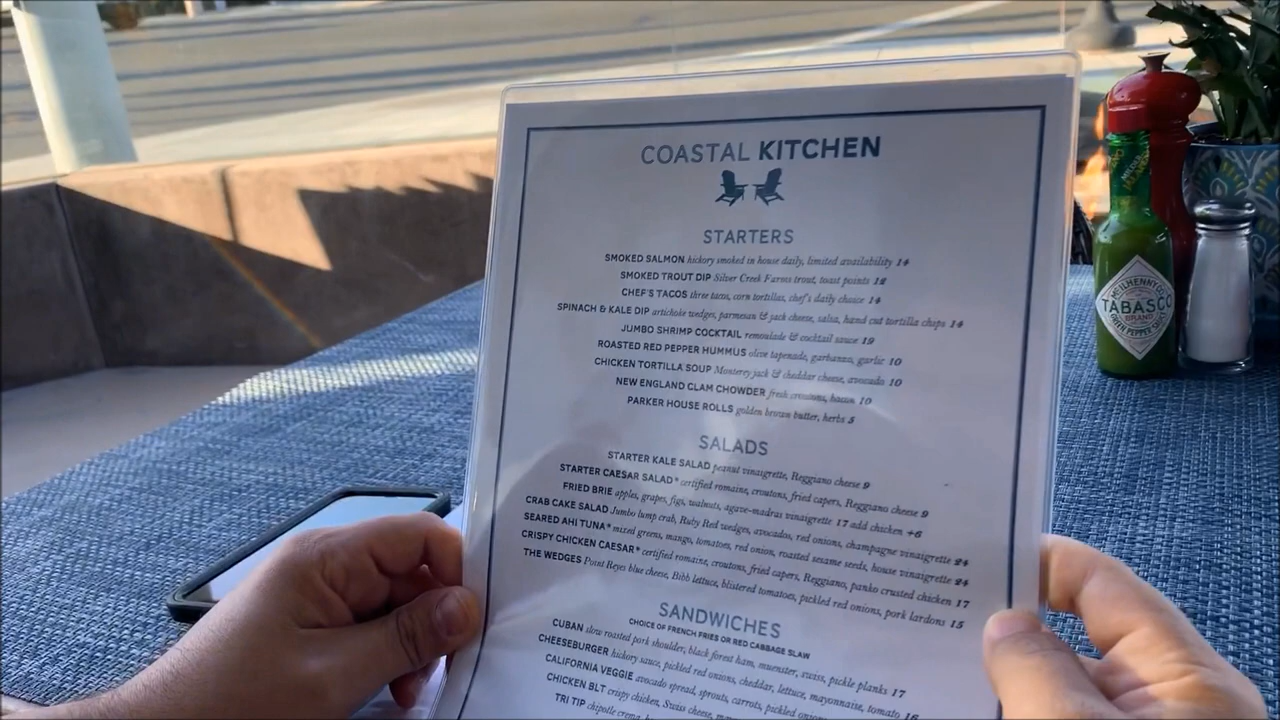 COASTAL KITCHEN
STARTERS
SMOKED SALMON hickory smoked in house daily, limited availability 14
SMOKED TROUT DIP Silver Creek Farms trout, toast points 12
CHEF'S TACOS three tacos, corn tortillas, chef's daily choice 14
SPINACH & KALE DIP artichoke wedges, parmesan & jack cheese, salsa, hand cut tortilla chips 14
JUMBO SHRIMP COCKTAIL remoulade & cocktail sauce 19
ROASTED RED PEPPER HUMMUS olive tapenade, garbanzo, garlic 10
CHICKEN TORTILLA SOUP Monterey jack & cheddar cheese, avocado 10
NEW ENGLAND CLAM CHOWDER fresh croutons, bacon 10
PARKER HOUSE ROLLS golden brown butter, herbs 5
SALADS
STARTER KALE SALAD peanut vinaigrette, Reggiano cheese 9
STARTER CAESAR SALAD* certified romaine, croutons, fried capers, Reggiano cheese 9
FRIED BRIE apples, grapes, figs, walnuts, agave-madras vinaigrette 17 add chicken +6
CRAB CAKE SALAD Jumbo lump crab, Ruby Red wedges, avocados, red onions, champagne vinaigrette 24
SEARED AHI TUNA* mixed greens, mango, tomatoes, red onion, roasted sesame seeds, house vinaigrette 24
CRISPY CHICKEN CAESAR* certified romaine, croutons, fried capers, Reggiano, panko crusted chicken 17
THE WEDGES Point Reyes blue cheese, Bibb lettuce, blistered tomatoes, pickled red onions, pork lardons 15
SANDWICHES
CHOICE OF FRENCH FRIES OR RED CABBAGE SLAW
CUBAN slow roasted pork shoulder, black forest ham, muenster, swiss, pickle planks 17
CHEESEBURGER hickory sauce, pickled red onions, cheddar, lettuce, mayonnaise, tomato 16
CALIFORNIA VEGGIE avocado spread, sprouts, carrots, pickled onions
CHICKEN BLT crispy chicken, Swiss cheese,
TRI TIP chipotle crema,
McILHENNY CO
TABASCO
BRAND
GREEN PEPPER SAUCE